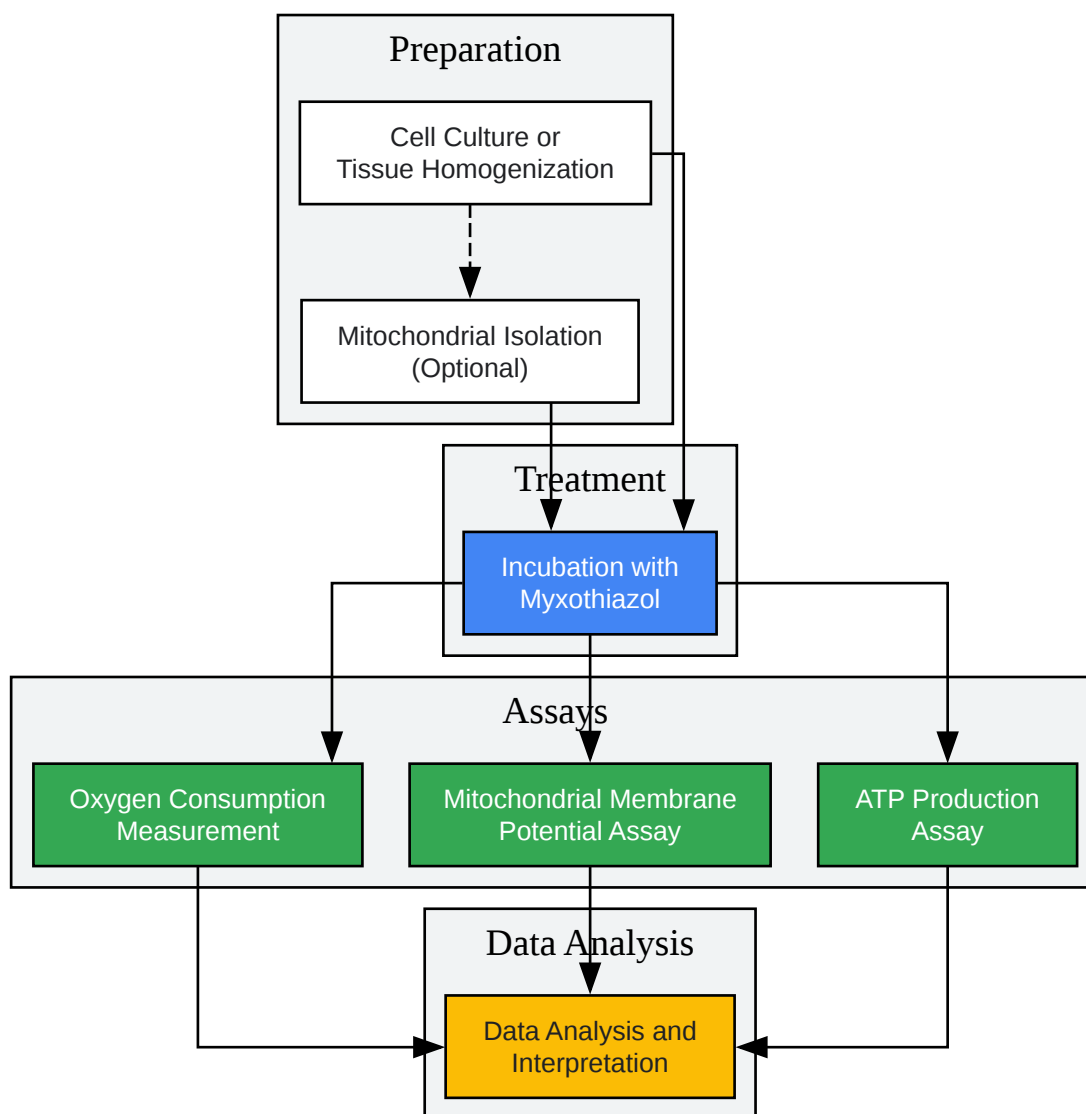 Preparation
Cell Culture or
Tissue Homogenization
Mitochondrial Isolation
(Optional)
Treatment
Incubation with
Myxothiazol
Assays
Oxygen Consumption
Measurement
Mitochondrial Membrane
Potential Assay
ATP Production
Assay
Data Analysis
Data Analysis and
Interpretation